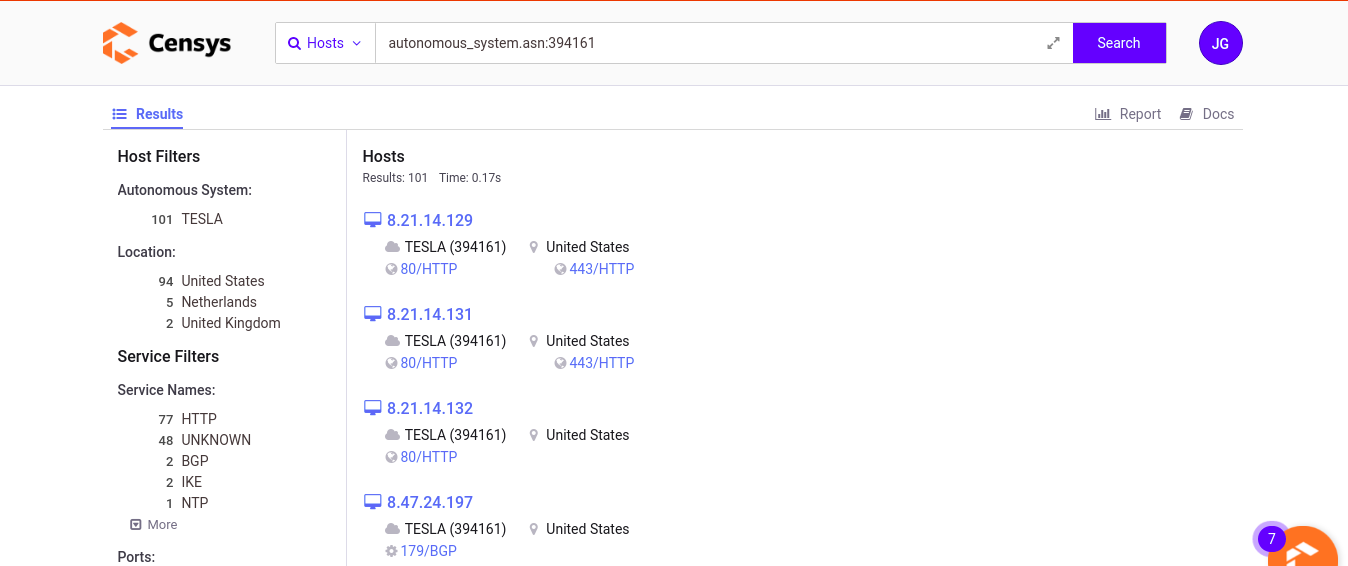 Censys
Hosts
autonomous_system.asn:394161
Search
JG
Results
Report
Docs
Host Filters
Autonomous System:
101 TESLA
Location:
94 United States
5 Netherlands
2 United Kingdom
Service Filters
Service Names:
77 HTTP
48 UNKNOWN
2 BGP
2 IKE
1 NTP
More
Ports:
Hosts
Results: 101 Time: 0.17s
8.21.14.129
TESLA (394161) United States
80/HTTP 443/HTTP
8.21.14.131
TESLA (394161) United States
80/HTTP 443/HTTP
8.21.14.132
TESLA (394161) United States
80/HTTP
8.47.24.197
TESLA (394161) United States
179/BGP
7